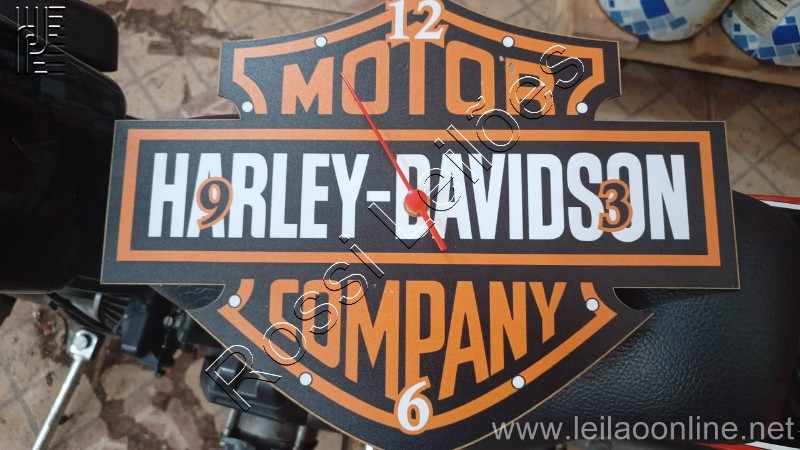 12
MOTOR
HARLEY-DAVIDSON
9
3
COMPANY
6
Rossi Leilões
www.leilaoonline.net